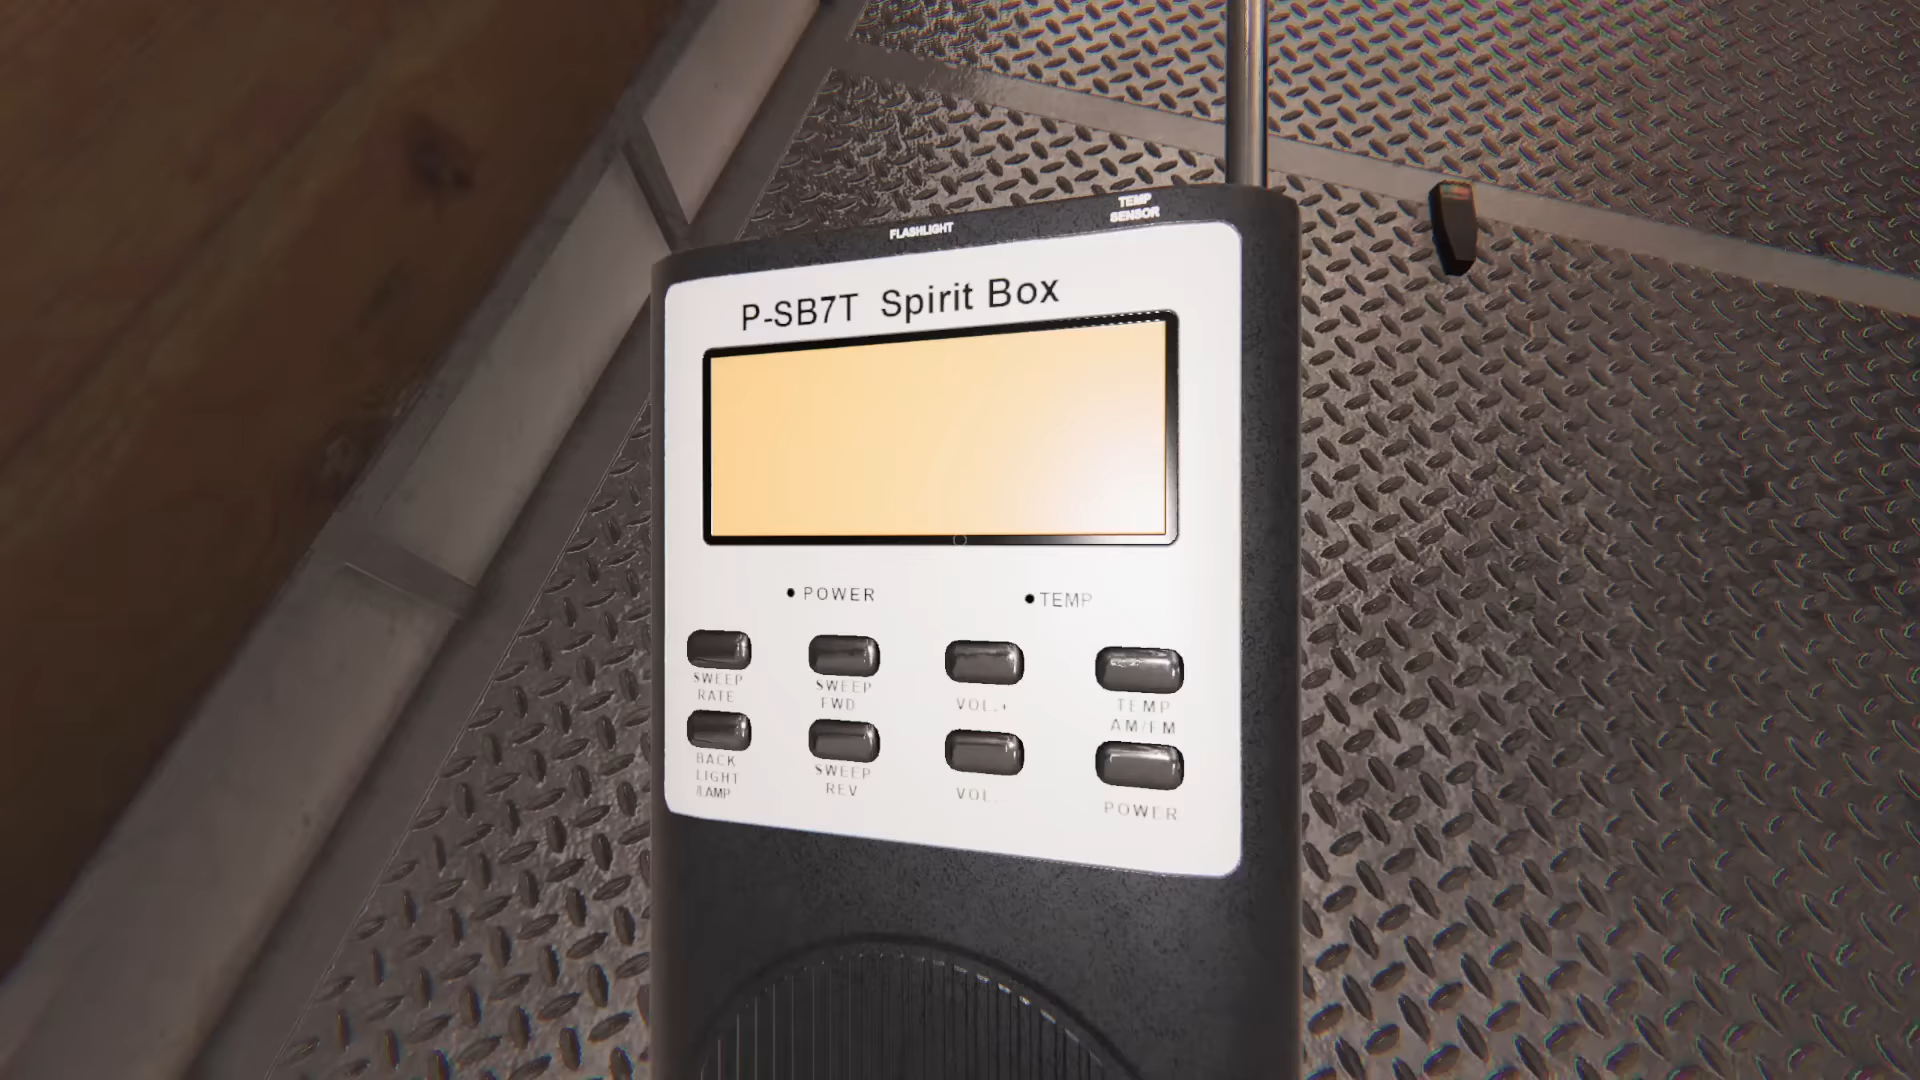 FLASHLIGHT
TEMP
SENSOR
P-SB7T Spirit Box
POWER
TEMP
SWEEP
RATE
SWEEP
FWD
VOL.+
TEMP
AM/FM
BACK
LIGHT
/LAMP
SWEEP
REV
VOL.
POWER